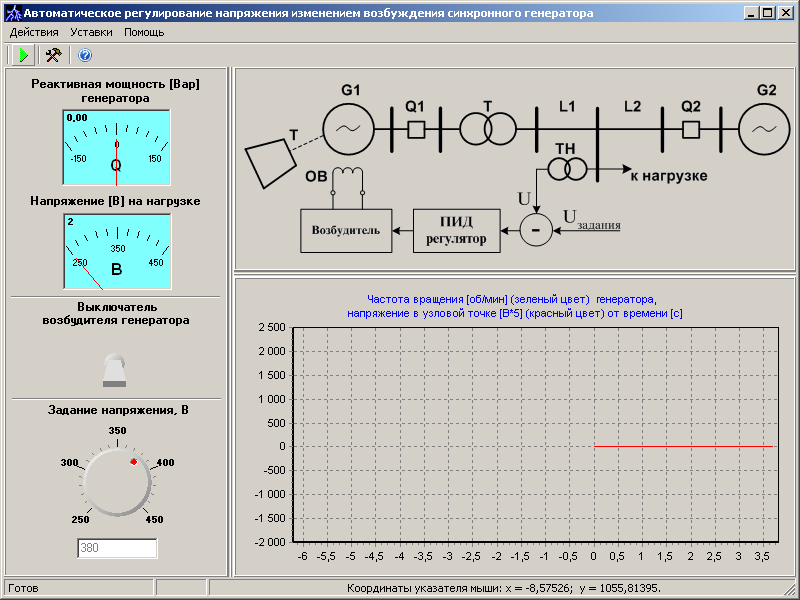 Автоматическое регулирование напряжения изменением возбуждения синхронного генератора
Действия Уставки Помощь
Реактивная мощность [Вар]
генератора
0,00
-150 0 150
Q
Напряжение [В] на нагрузке
2
250 350 450
В
Выключатель
возбудителя генератора
Задание напряжения, В
350
300 400
250 450
380
G1 Q1 T L1 L2 Q2 G2
T
ТН
ОВ
к нагрузке
U
U задания
Возбудитель
ПИД
регулятор
-
Частота вращения [об/мин] (зеленый цвет) генератора,
напряжение в узловой точке [В*5] (красный цвет) от времени [с]
2 500
2 000
1 500
1 000
500
0
-500
-1 000
-1 500
-2 000
-6 -5,5 -5 -4,5 -4 -3,5 -3 -2,5 -2 -1,5 -1 -0,5 0 0,5 1 1,5 2 2,5 3 3,5
Готов
Координаты указателя мыши: x = -8,57526; y = 1055,81395.